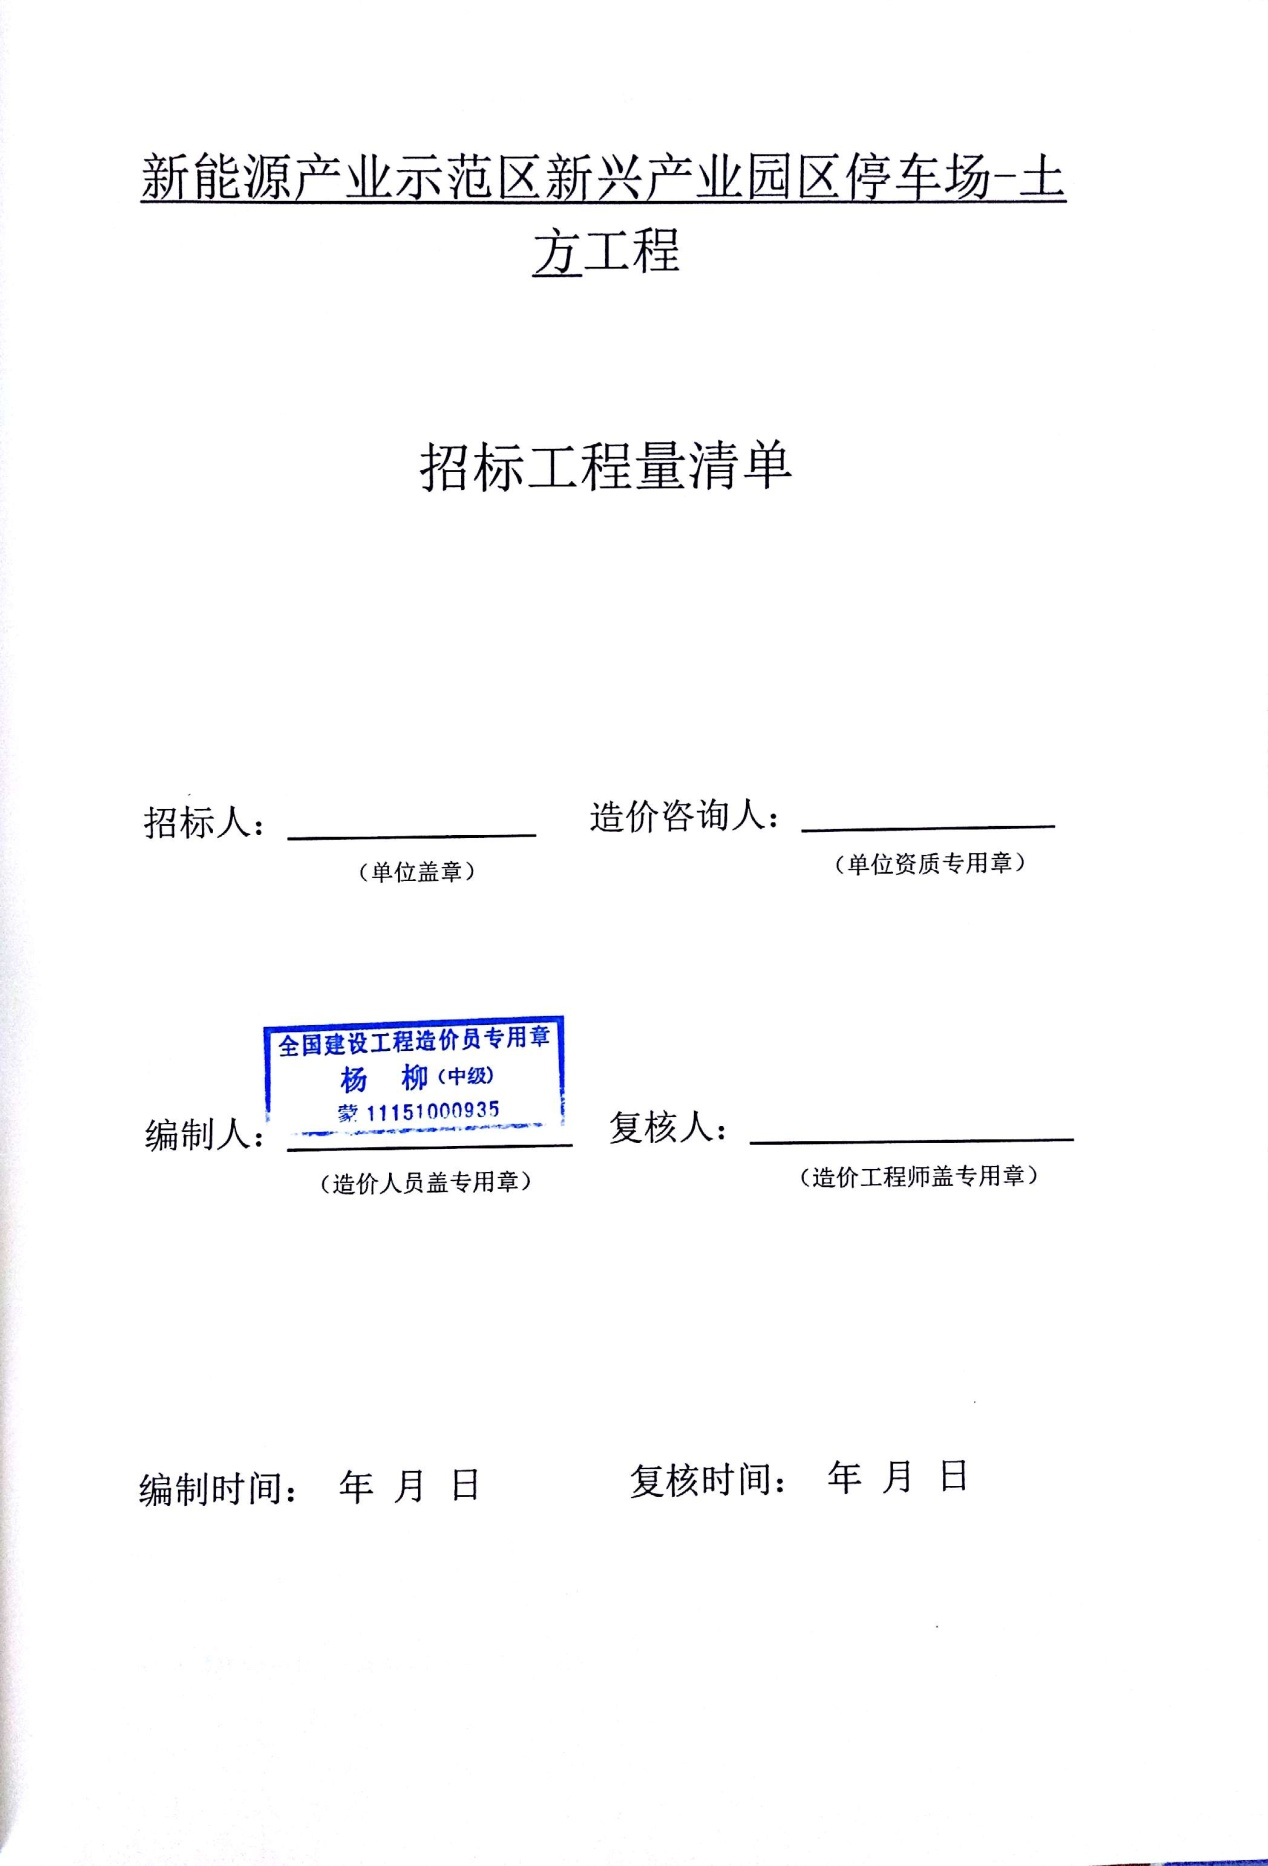 新能源产业示范区新兴产业园区停车场-土
方工程
招标工程量清单
招标人： 造价咨询人：
（单位盖章） （单位资质专用章）
全国建设工程造价员专用章
杨 柳（中级）
蒙 11151000935
编制人： 复核人：
（造价人员盖专用章） （造价工程师盖专用章）
编制时间： 年 月 日 复核时间： 年 月 日